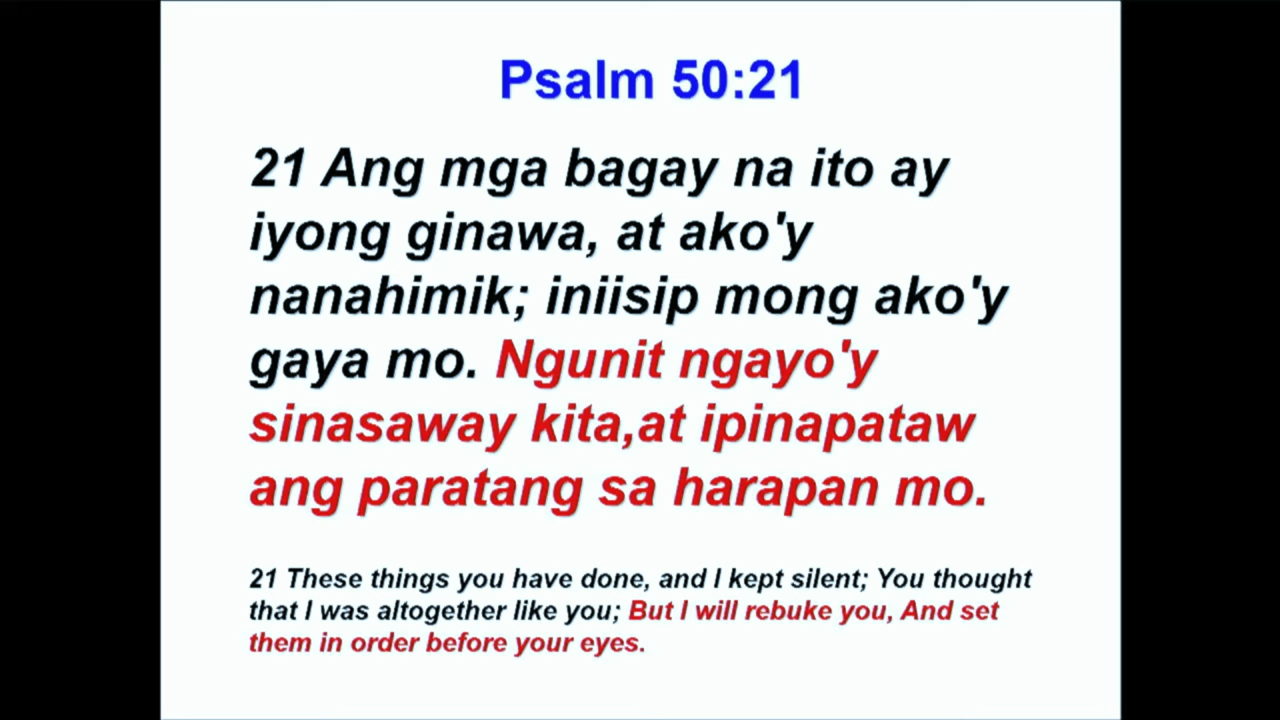 Psalm 50:21
21 Ang mga bagay na ito ay
iyong ginawa, at ako'y
nanahimik; iniisip mong ako'y
gaya mo. Ngunit ngayo'y
sinasaway kita,at ipinapataw
ang paratang sa harapan mo.
21 These things you have done, and I kept silent; You thought
that I was altogether like you; But I will rebuke you, And set
them in order before your eyes.